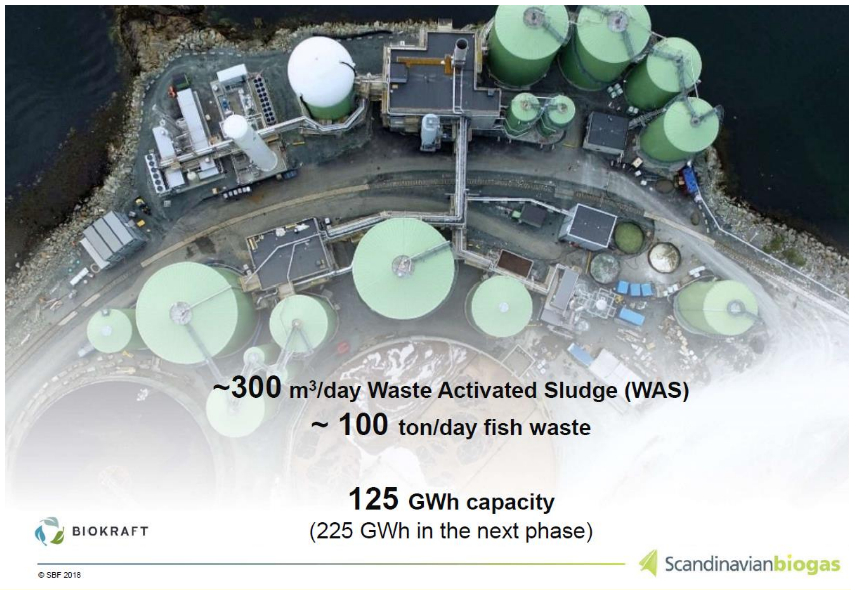 ~300 m³/day Waste Activated Sludge (WAS)
~ 100 ton/day fish waste
125 GWh capacity
(225 GWh in the next phase)
BIOKRAFT
Scandinavianbiogas
© SBF 2018